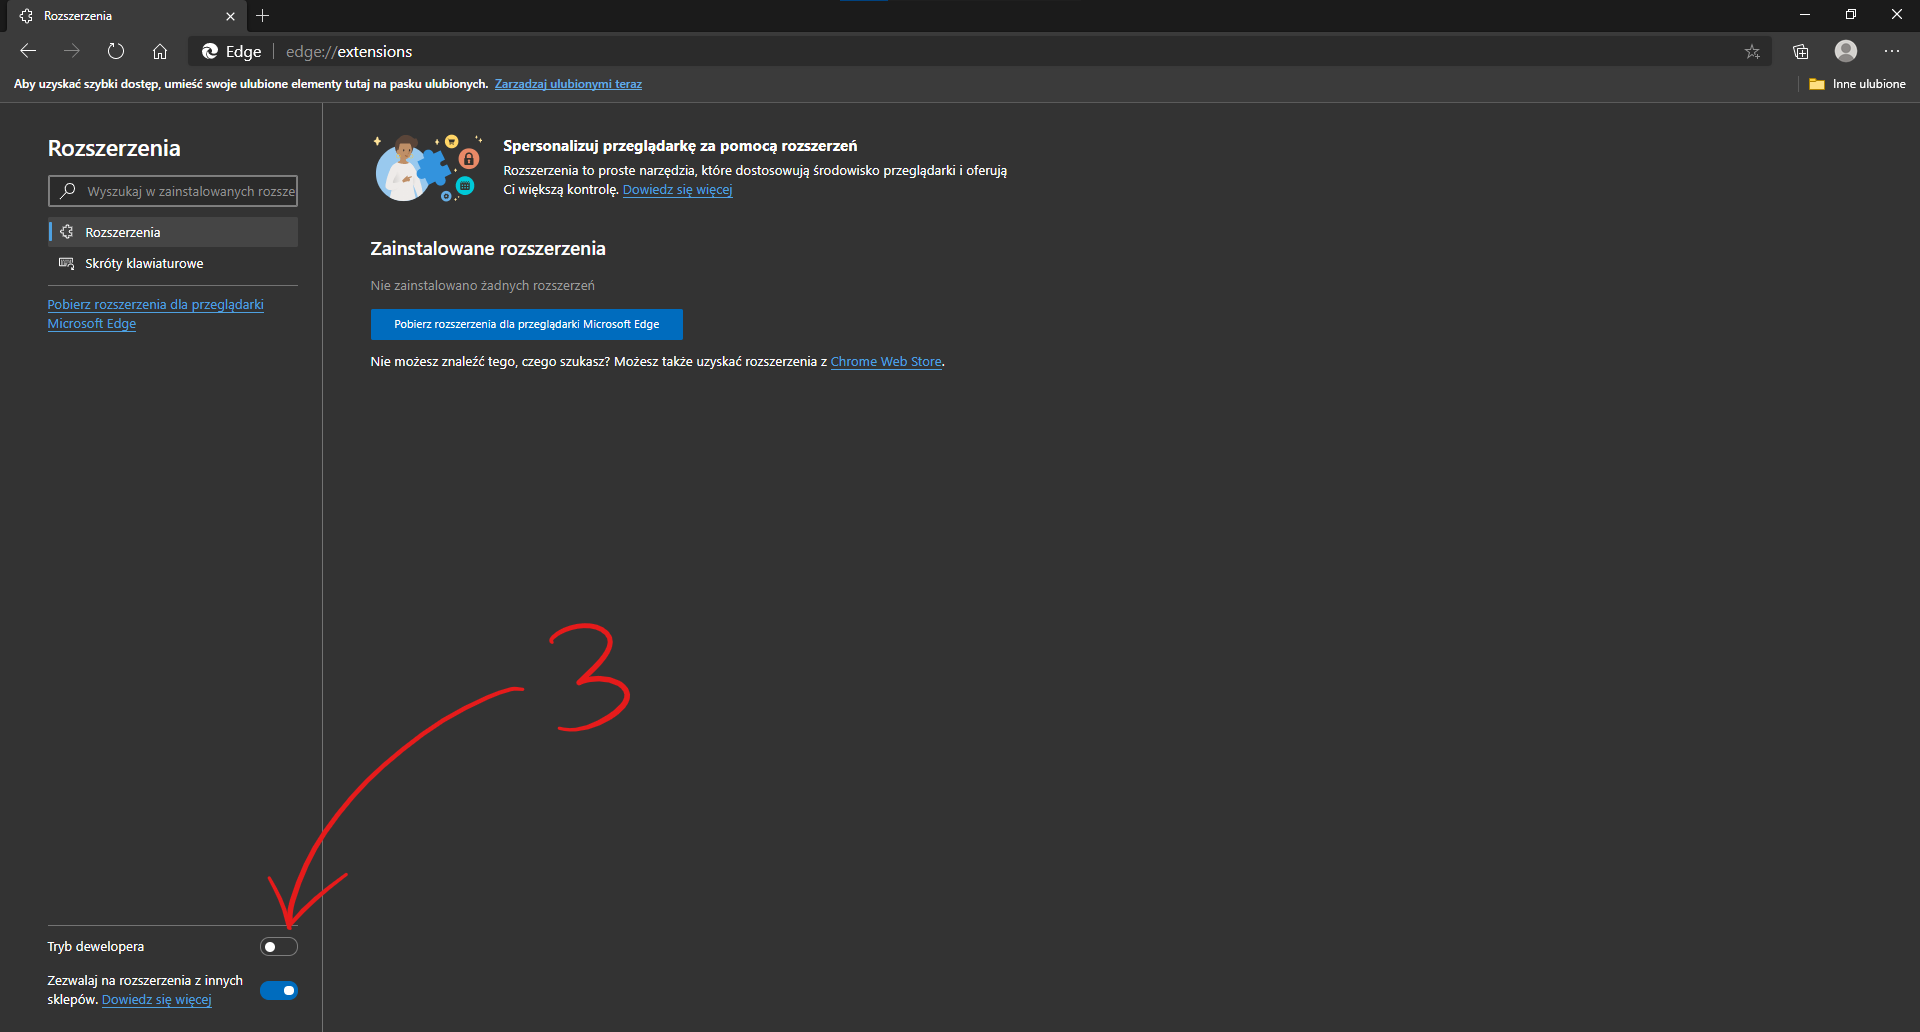 Rozszerzenia
Edge
edge://extensions
Aby uzyskać szybki dostęp, umieść swoje ulubione elementy tutaj na pasku ulubionych. Zarządzaj ulubionymi teraz
Inne ulubione
Rozszerzenia
Wyszukaj w zainstalowanych rozsze
Rozszerzenia
Skróty klawiaturowe
Pobierz rozszerzenia dla przeglądarki
Microsoft Edge
Spersonalizuj przeglądarkę za pomocą rozszerzeń
Rozszerzenia to proste narzędzia, które dostosowują środowisko przeglądarki i oferują
Ci większą kontrolę. Dowiedz się więcej
Zainstalowane rozszerzenia
Nie zainstalowano żadnych rozszerzeń
Pobierz rozszerzenia dla przeglądarki Microsoft Edge
Nie możesz znaleźć tego, czego szukasz? Możesz także uzyskać rozszerzenia z Chrome Web Store.
3
Tryb dewelopera
Zezwalaj na rozszerzenia z innych
sklepów. Dowiedz się więcej